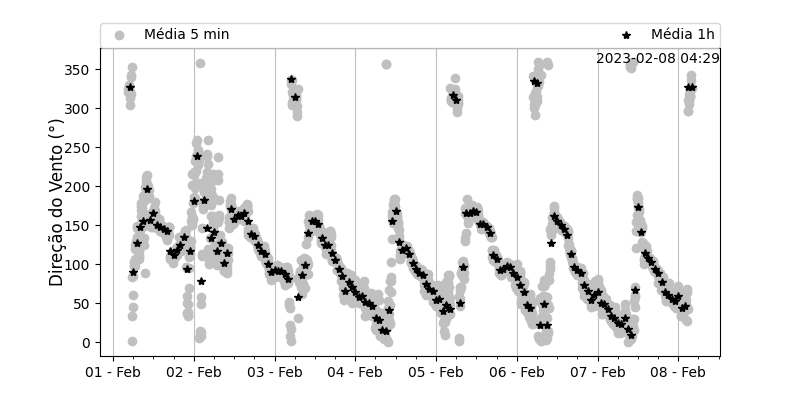 Média 5 min
Média 1h
2023-02-08 04:29
350
300
250
200
150
100
50
0
Direção do Vento (°)
01 - Feb
02 - Feb
03 - Feb
04 - Feb
05 - Feb
06 - Feb
07 - Feb
08 - Feb